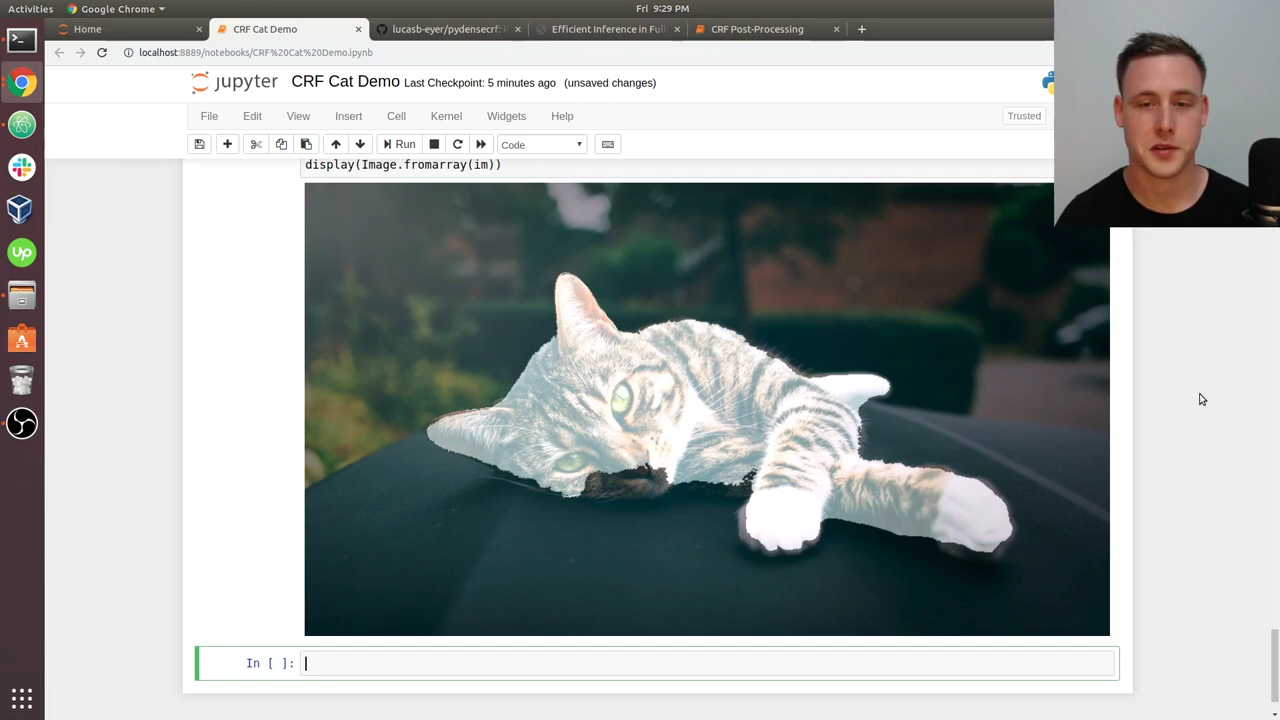 Activities
Google Chrome
Fri 9:29 PM
Home
CRF Cat Demo
lucasb-eyer/pydensecrf:
Efficient Inference in Full
CRF Post-Processing
localhost:8889/notebooks/CRF%20Cat%20Demo.ipynb
jupyter
CRF Cat Demo Last Checkpoint: 5 minutes ago (unsaved changes)
File Edit View Insert Cell Kernel Widgets Help
Trusted
Run
Code
display(Image.fromarray(im))
Up
In [ ]: